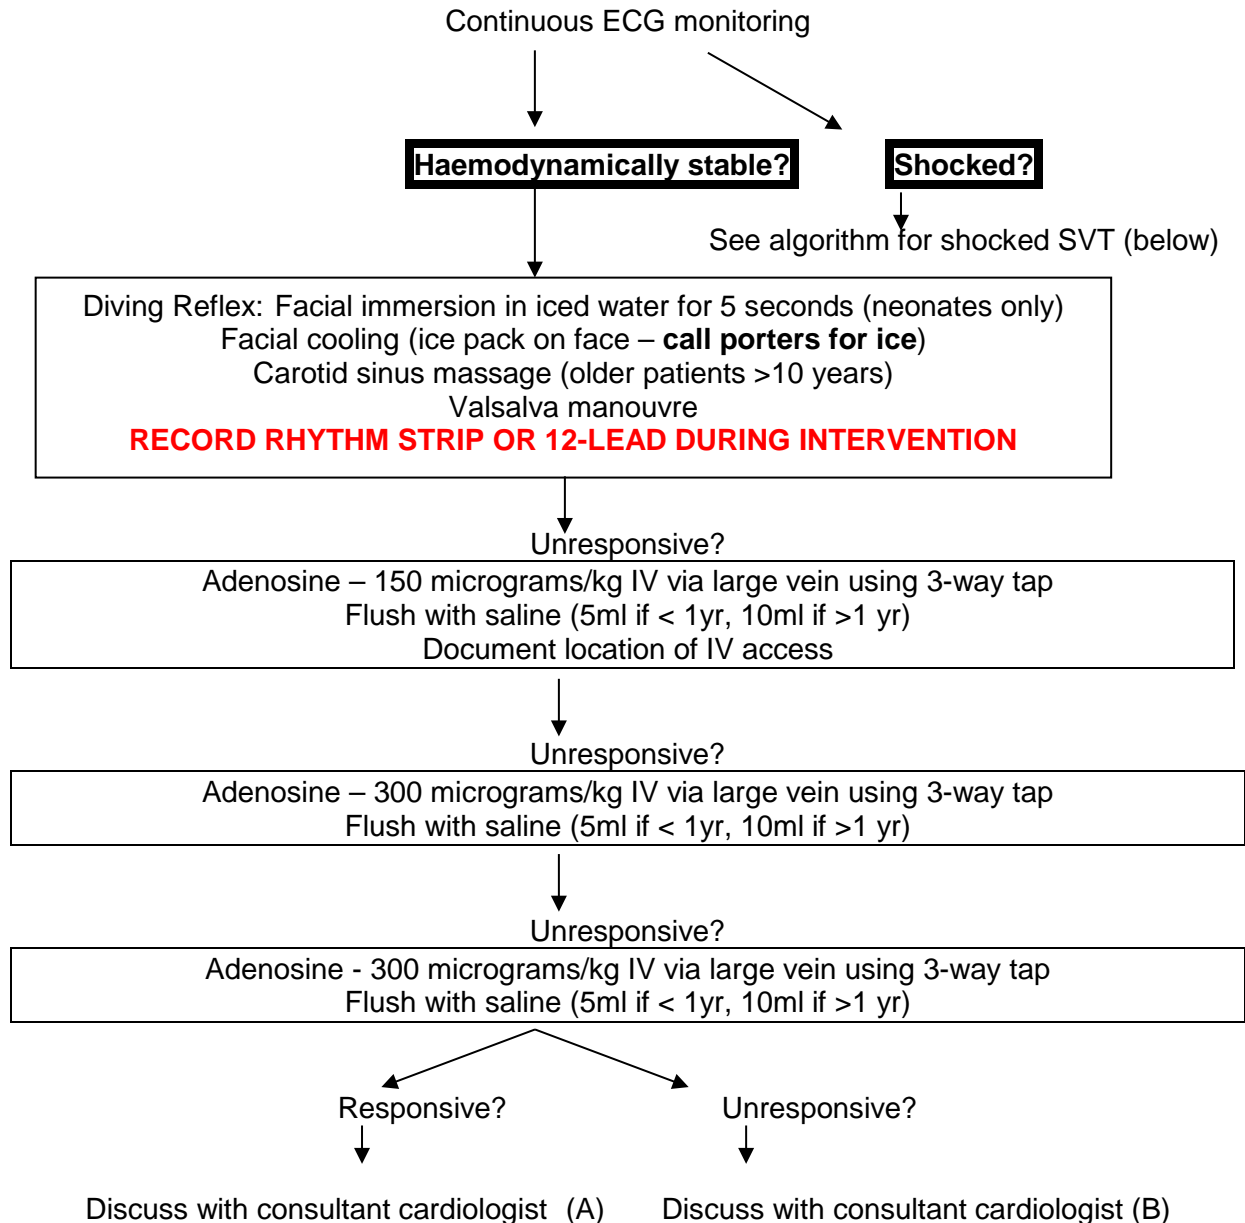 Continuous ECG monitoring
Haemodynamically stable?
Shocked?
See algorithm for shocked SVT (below)
Diving Reflex: Facial immersion in iced water for 5 seconds (neonates only)
Facial cooling (ice pack on face – call porters for ice)
Carotid sinus massage (older patients >10 years)
Valsalva manouvre
RECORD RHYTHM STRIP OR 12-LEAD DURING INTERVENTION
Unresponsive?
Adenosine – 150 micrograms/kg IV via large vein using 3-way tap
Flush with saline (5ml if < 1yr, 10ml if >1 yr)
Document location of IV access
Unresponsive?
Adenosine – 300 micrograms/kg IV via large vein using 3-way tap
Flush with saline (5ml if < 1yr, 10ml if >1 yr)
Unresponsive?
Adenosine - 300 micrograms/kg IV via large vein using 3-way tap
Flush with saline (5ml if < 1yr, 10ml if >1 yr)
Responsive?
Unresponsive?
Discuss with consultant cardiologist (A)
Discuss with consultant cardiologist (B)